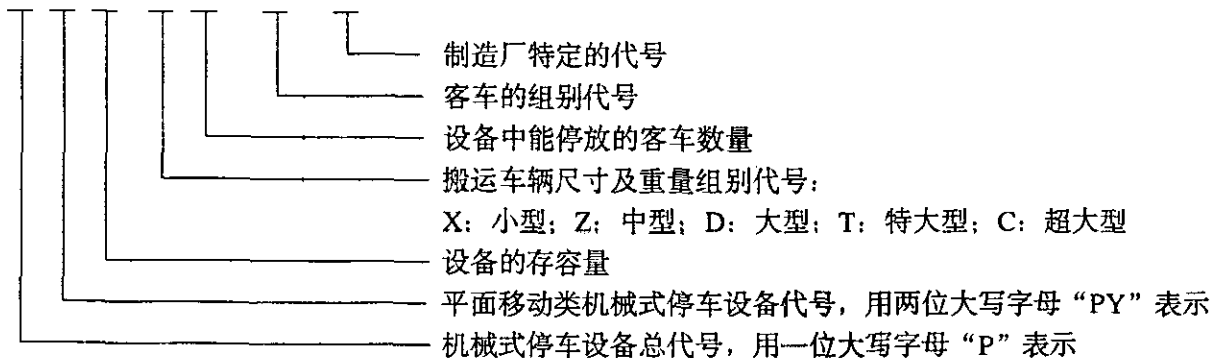 制造厂特定的代号
客车的组别代号
设备中能停放的客车数量
搬运车辆尺寸及重量组别代号：
X：小型；Z：中型；D：大型；T：特大型；C：超大型
设备的存容量
平面移动类机械式停车设备代号，用两位大写字母“PY”表示
机械式停车设备总代号，用一位大写字母“P”表示